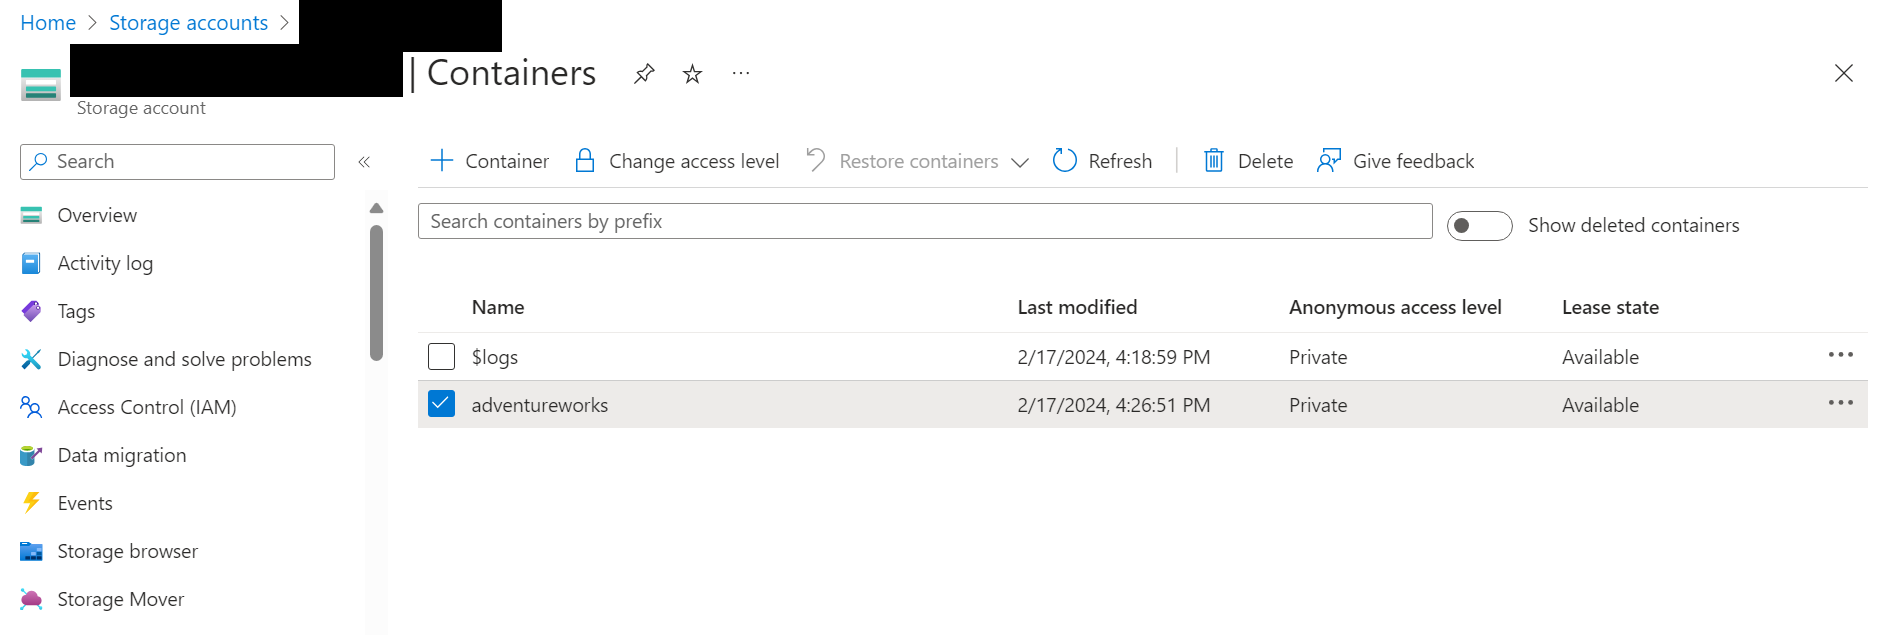 Home > Storage accounts >
| Containers ...
Storage account
Search «
+ Container Change access level Restore containers Refresh | Delete Give feedback
Search containers by prefix Show deleted containers
Overview
Activity log
Tags
Diagnose and solve problems
Access Control (IAM)
Data migration
Events
Storage browser
Storage Mover
Name Last modified Anonymous access level Lease state
$logs 2/17/2024, 4:18:59 PM Private Available ...
adventureworks 2/17/2024, 4:26:51 PM Private Available ...